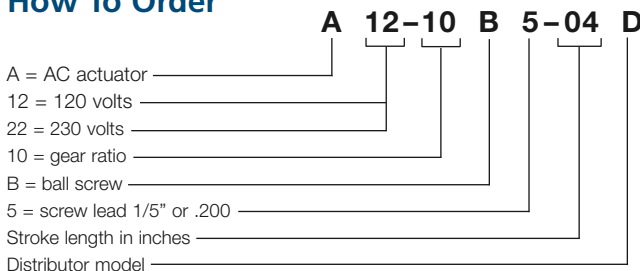 How To Order
A 12-10 B 5-04 D
A = AC actuator
12 = 120 volts
22 = 230 volts
10 = gear ratio
B = ball screw
5 = screw lead 1/5” or .200
Stroke length in inches
Distributor model